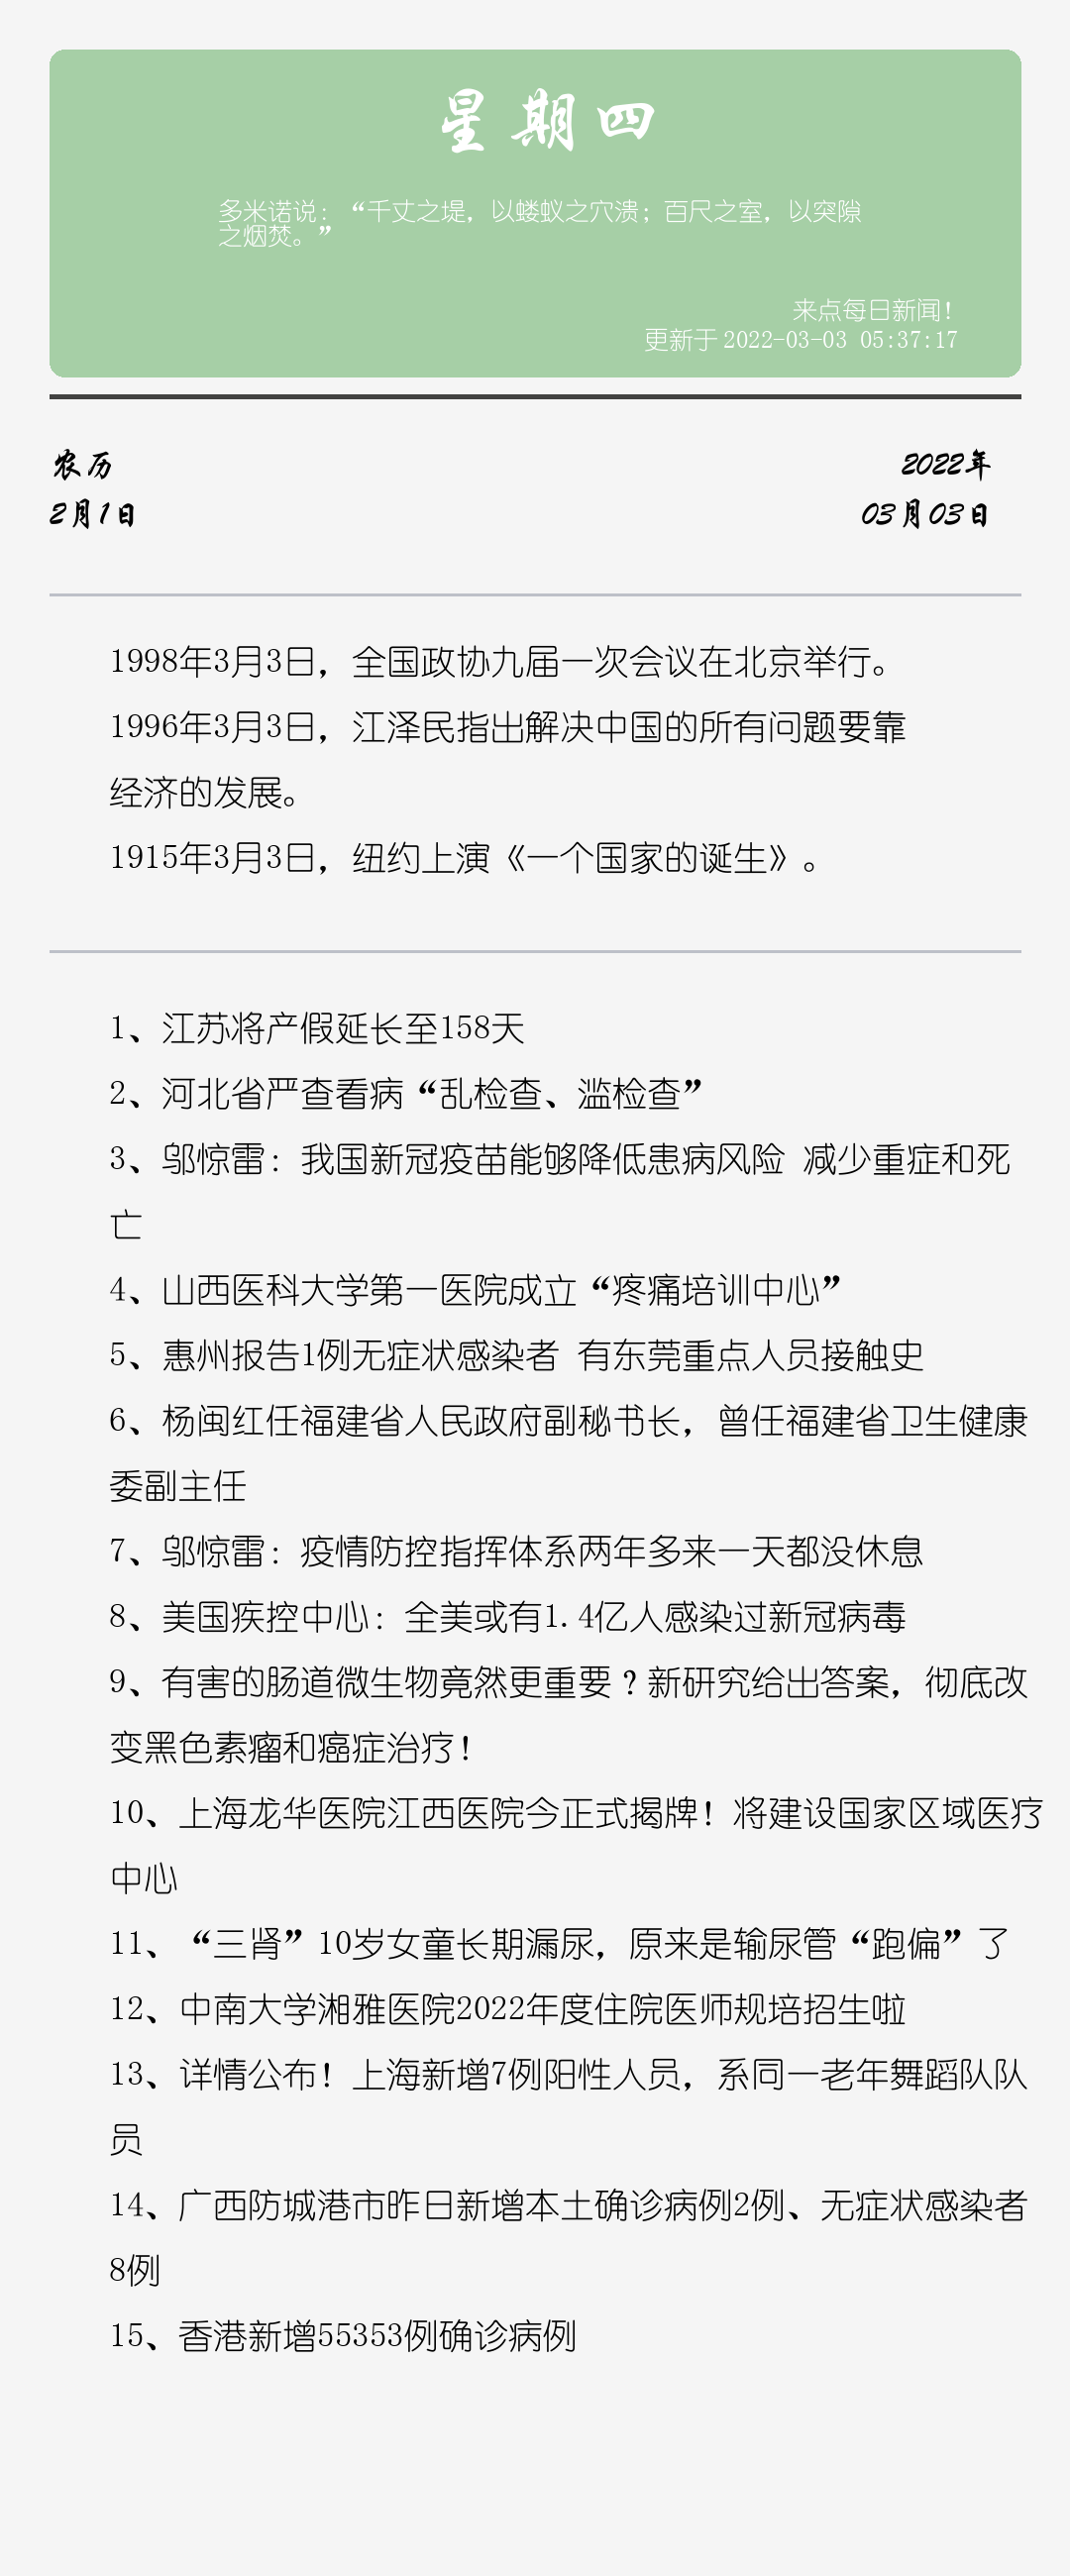 星期四
多米诺说：“千丈之堤，以蝼蚁之穴溃；百尺之室，以突隙
之烟焚。”
来点每日新闻！
更新于 2022-03-03 05:37:17
农历
2022年
2月1日
03月03日
1998年3月3日，全国政协九届一次会议在北京举行。
1996年3月3日，江泽民指出解决中国的所有问题要靠
经济的发展。
1915年3月3日，纽约上演《一个国家的诞生》。
1、江苏将产假延长至158天
2、河北省严查看病“乱检查、滥检查”
3、邬惊雷：我国新冠疫苗能够降低患病风险 减少重症和死
亡
4、山西医科大学第一医院成立“疼痛培训中心”
5、惠州报告1例无症状感染者 有东莞重点人员接触史
6、杨闽红任福建省人民政府副秘书长，曾任福建省卫生健康
委副主任
7、邬惊雷：疫情防控指挥体系两年多来一天都没休息
8、美国疾控中心：全美或有1.4亿人感染过新冠病毒
9、有害的肠道微生物竟然更重要？新研究给出答案，彻底改
变黑色素瘤和癌症治疗！
10、上海龙华医院江西医院今正式揭牌！将建设国家区域医疗
中心
11、“三肾”10岁女童长期漏尿，原来是输尿管“跑偏”了
12、中南大学湘雅医院2022年度住院医师规培招生啦
13、详情公布！上海新增7例阳性人员，系同一老年舞蹈队队
员
14、广西防城港市昨日新增本土确诊病例2例、无症状感染者
8例
15、香港新增55353例确诊病例